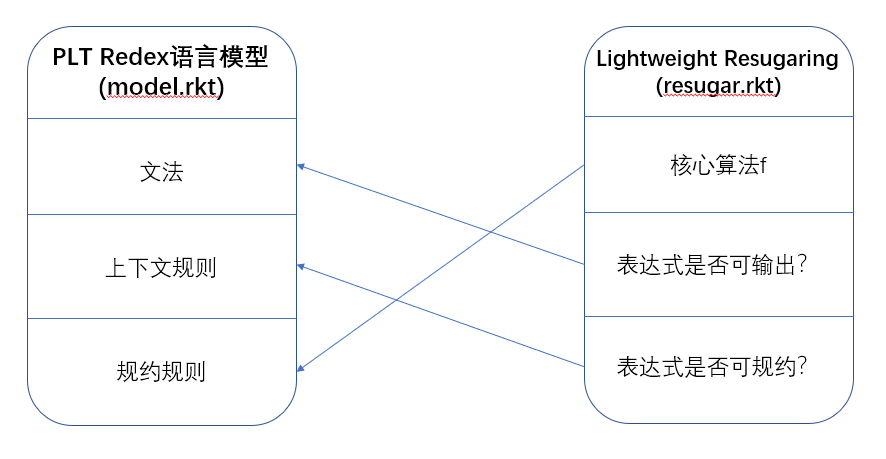 PLT Redex语言模型
(model.rkt)
文法
上下文规则
规约规则
Lightweight Resugaring
(resugar.rkt)
核心算法f
表达式是否可输出?
表达式是否可规约?